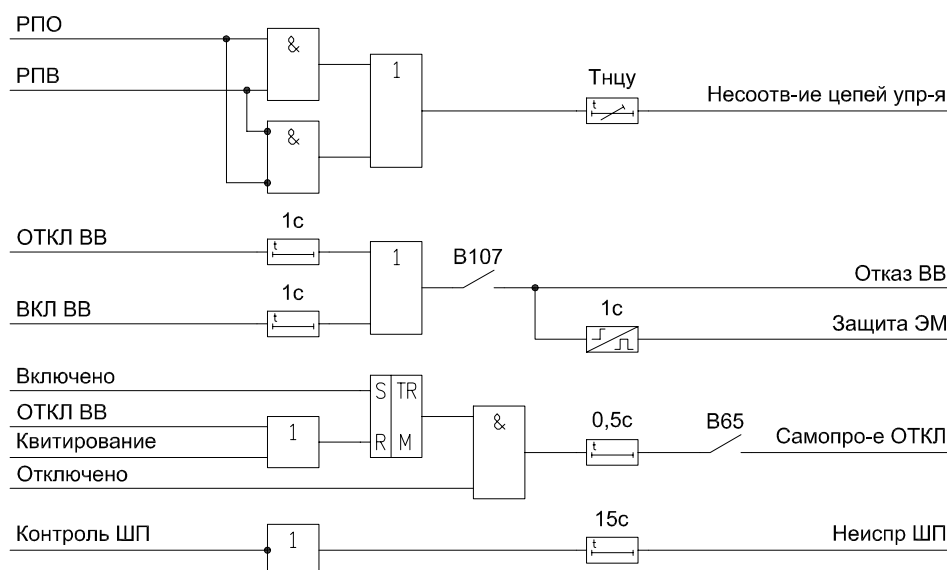 РПО
&
РПВ
1
Тнцу
t
Несоотв-ие цепей упр-я
&
ОТКЛ ВВ
1с
t
1
В107
Отказ ВВ
ВКЛ ВВ
1с
t
1с
Защита ЭМ
Включено
S TR
ОТКЛ ВВ
Квитирование
1
R M
&
0,5с
t
В65
Самопро-е ОТКЛ
Отключено
Контроль ШП
1
15с
t
Неиспр ШП